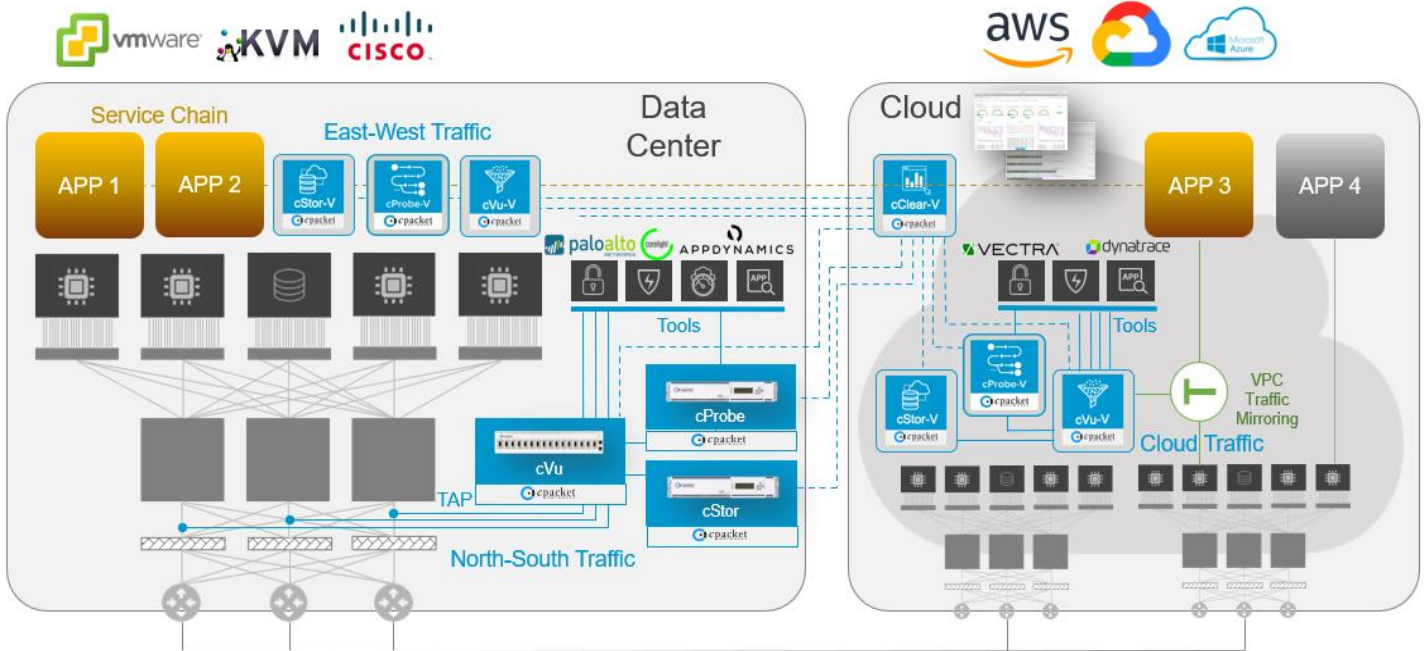 vmware
KVM
CISCO
aws
Microsoft
Azure
Service Chain
East-West Traffic
Data
Center
Cloud
APP 1
APP 2
cStor-V
cpacket
cProbe-V
cpacket
cVu-V
cpacket
cClear-V
cpacket
APP 3
APP 4
paloalto
NETWORKS
corelight
APPDYNAMICS
APP
Tools
VECTRA
dynatrace
APP
Tools
cProbe
cpacket
cVu
cpacket
cStor
cpacket
TAP
North-South Traffic
cProbe-V
cpacket
cStor-V
cpacket
cVu-V
cpacket
VPC
Traffic
Mirroring
Cloud Traffic